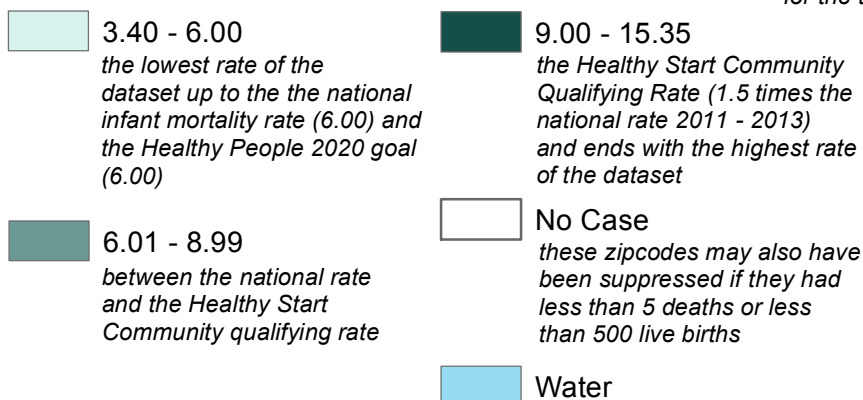 3.40 - 6.00
the lowest rate of the
dataset up to the the national
infant mortality rate (6.00) and
the Healthy People 2020 goal
(6.00)
6.01 - 8.99
between the national rate
and the Healthy Start
Community qualifying rate
9.00 - 15.35
the Healthy Start Community
Qualifying Rate (1.5 times the
national rate 2011 - 2013)
and ends with the highest rate
of the dataset
No Case
these zipcodes may also have
been suppressed if they had
less than 5 deaths or less
than 500 live births
Water